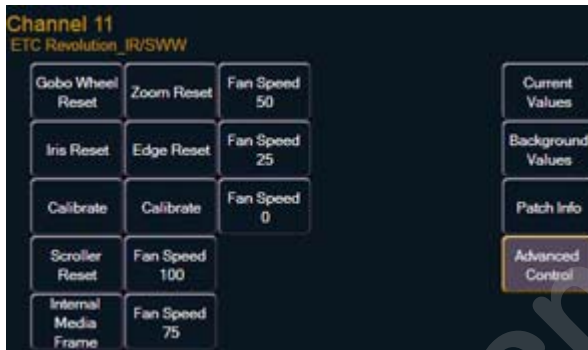 Channel 11
ETC Revolution_IR/SWW
Gobo Wheel
Reset
Zoom Reset
Fan Speed
50
Current
Values
Iris Reset
Edge Reset
Fan Speed
25
Background
Values
Calibrate
Calibrate
Fan Speed
0
Patch Info
Scroller
Reset
Fan Speed
100
Advanced
Control
Internal
Media
Frame
Fan Speed
75